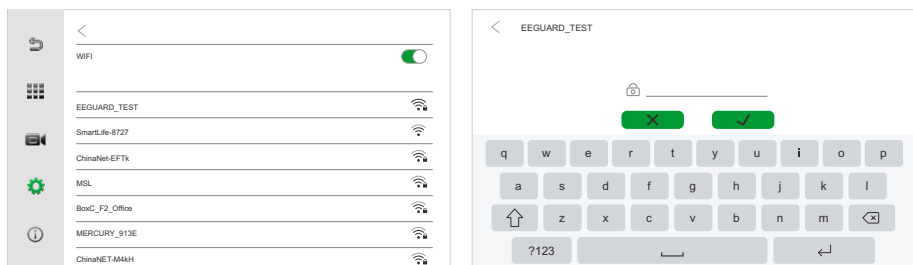 WIFI
EEGUARD_TEST
SmartLife-8727
ChinaNet-EFTk
MSL
BoxC_F2_Office
MERCURY_913E
ChinaNET-M4kH
EEGUARD_TEST
q w e r t y u i o p
a s d f g h j k l
z x c v b n m
?123